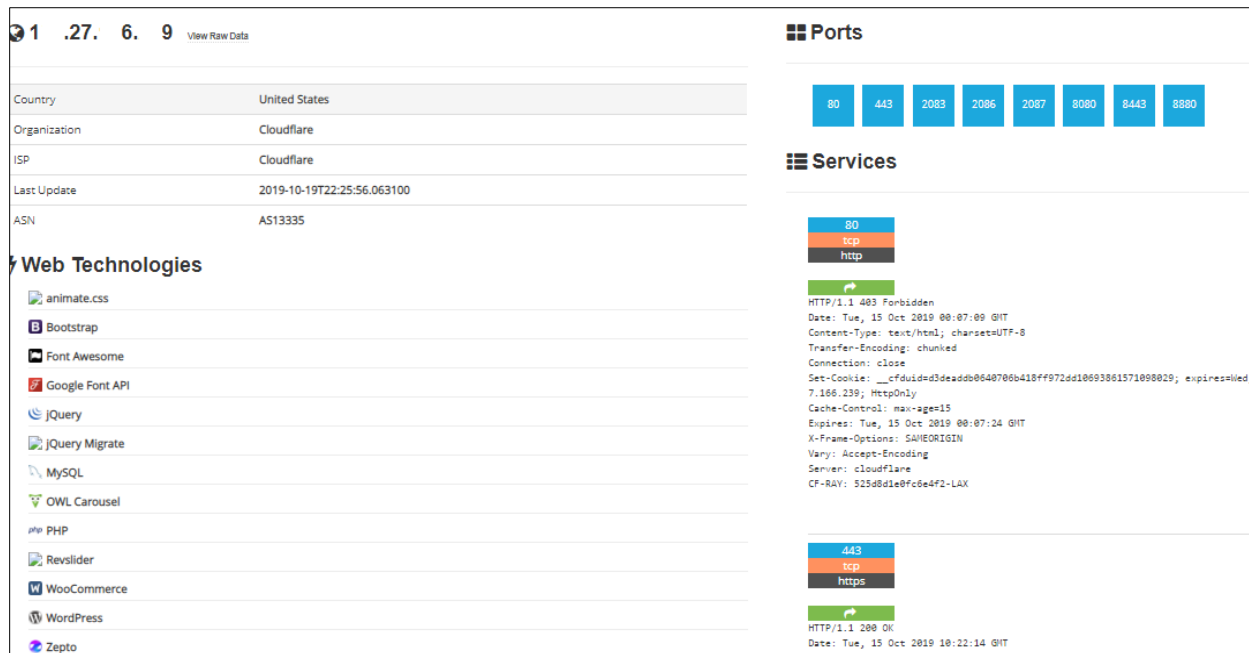 1 .27. 6. 9 View Raw Data
Country United States
Organization Cloudflare
ISP Cloudflare
Last Update 2019-10-19T22:25:56.063100
ASN AS13335
Web Technologies
animate.css
Bootstrap
Font Awesome
Google Font API
jQuery
jQuery Migrate
MySQL
OWL Carousel
php PHP
Revslider
WooCommerce
WordPress
Zepto
Ports
80 443 2083 2086 2087 8080 8443 8880
Services
80
tcp
http
HTTP/1.1 403 Forbidden
Date: Tue, 15 Oct 2019 00:07:09 GMT
Content-Type: text/html; charset=UTF-8
Transfer-Encoding: chunked
Connection: close
Set-Cookie: __cfduid=d3deaddb0640706b418ff972dd10693861571098029; expires=Wed
7.166.239; HttpOnly
Cache-Control: max-age=15
Expires: Tue, 15 Oct 2019 00:07:24 GMT
X-Frame-Options: SAMEORIGIN
Vary: Accept-Encoding
Server: cloudflare
CF-RAY: 525d8d1e0fc6e4f2-LAX
443
tcp
https
HTTP/1.1 200 OK
Date: Tue, 15 Oct 2019 10:22:14 GMT